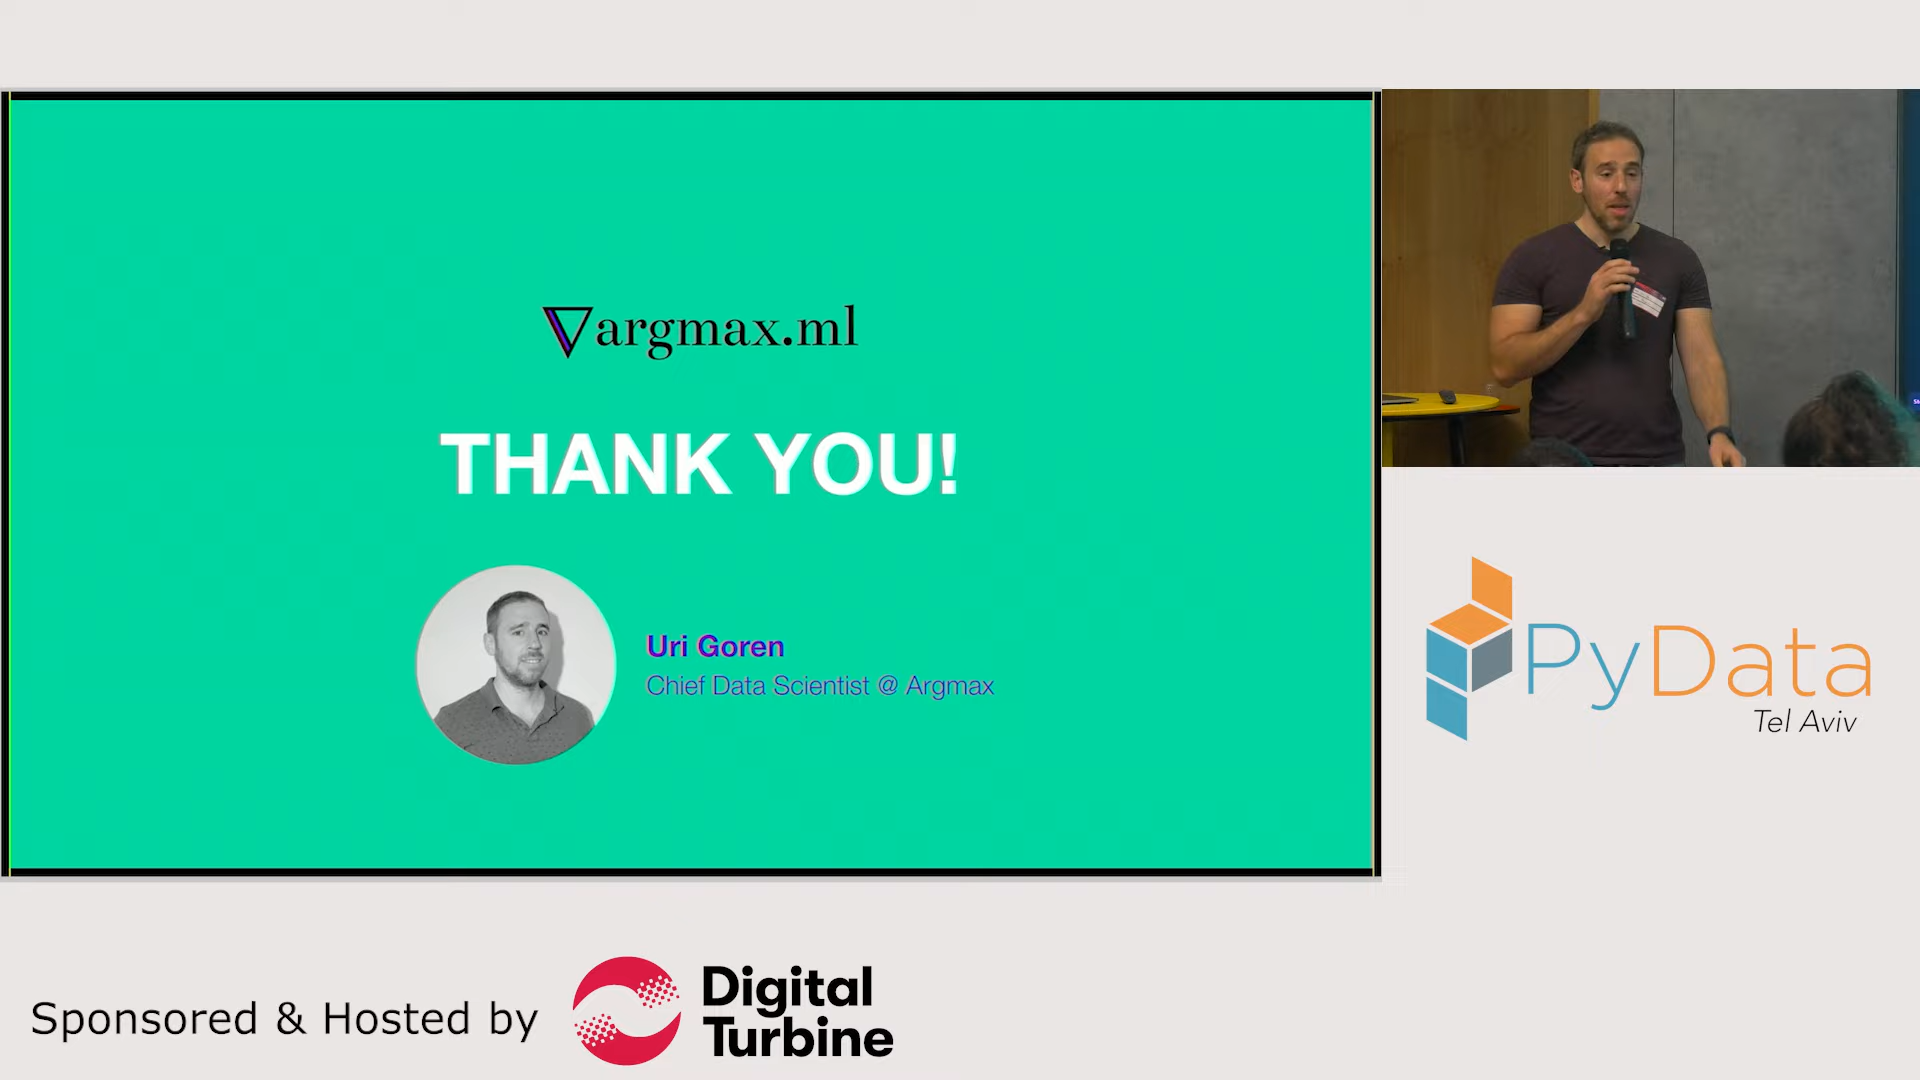 argmax.ml
THANK YOU!
Uri Goren
Chief Data Scientist @ Argmax
PyData
Tel Aviv
Sponsored & Hosted by
Digital
Turbine